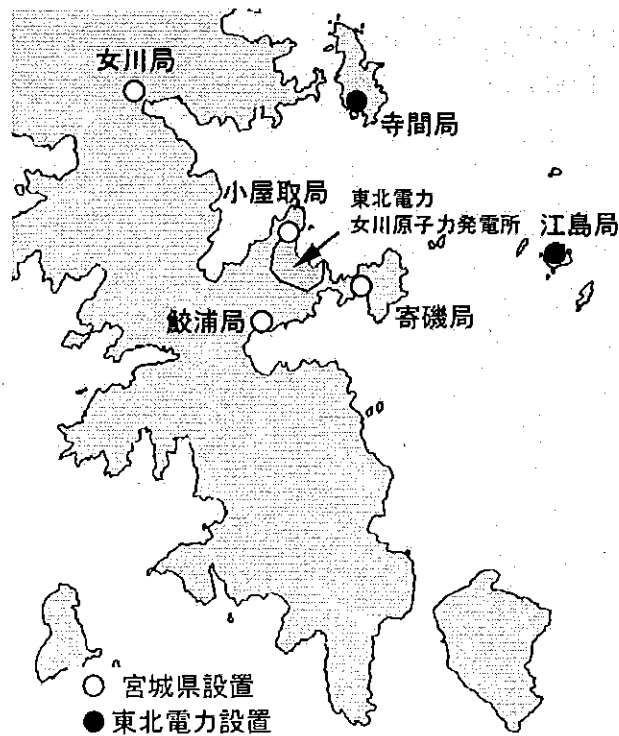 女川局
寺間局
小屋取局
東北電力
女川原子力発電所
江島局
鮫浦局
寄磯局
○ 宮城県設置
● 東北電力設置